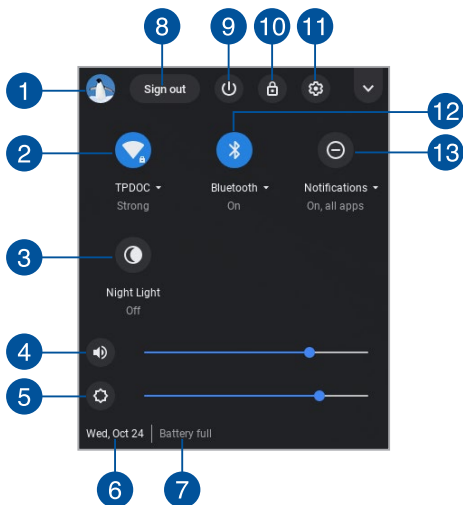 8
9
10
11
1
Sign out
12
2
13
TPDOC
Bluetooth
Notifications
Strong
On
On, all apps
3
Night Light
Off
4
5
Wed, Oct 24
Battery full
6
7